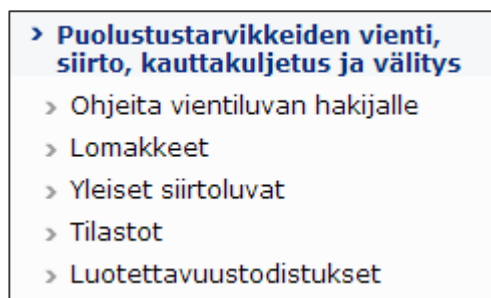 Puolustustarvikkeiden vienti,
siirto, kauttakuljetus ja välitys
Ohjeita vientiluvan hakijalle
Lomakkeet
Yleiset siirtoluvat
Tilastot
Luotettavuustodistukset